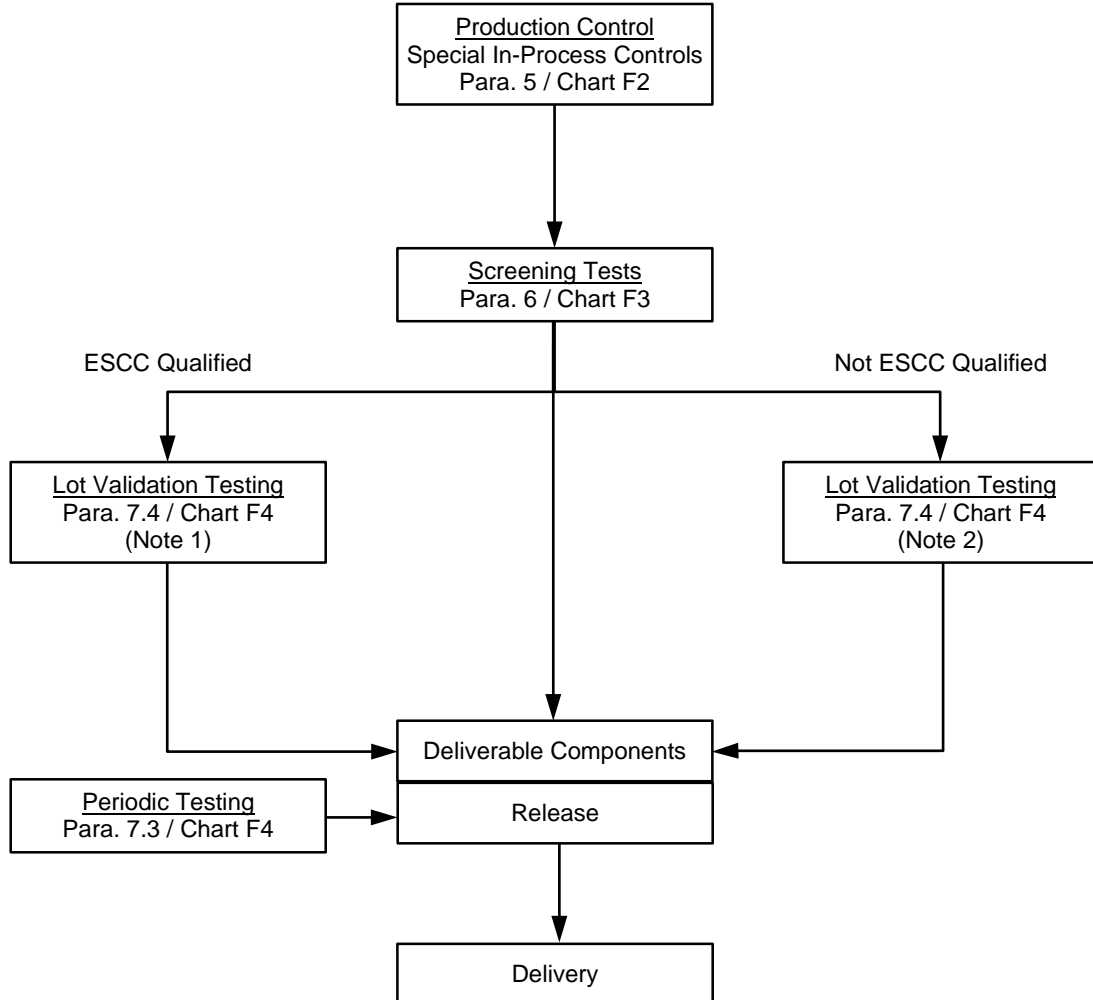 Production Control
Special In-Process Controls
Para. 5 / Chart F2
Screening Tests
Para. 6 / Chart F3
ESCC Qualified
Not ESCC Qualified
Lot Validation Testing
Para. 7.4 / Chart F4
(Note 1)
Lot Validation Testing
Para. 7.4 / Chart F4
(Note 2)
Deliverable Components
Periodic Testing
Para. 7.3 / Chart F4
Release
Delivery